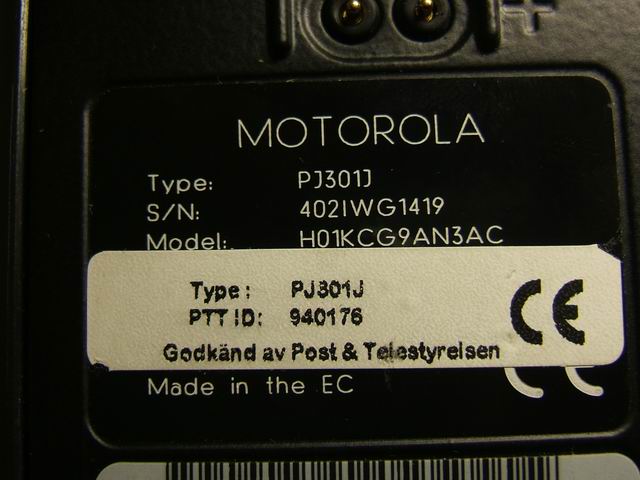 MOTOROLA
Type: PJ301J
S/N: 402IWG1419
Model: H01KCG9AN3AC
Type: PJ301J
PTT ID: 940176
Godkänd av Post & Telestyrelsen
CE
Made in the EC